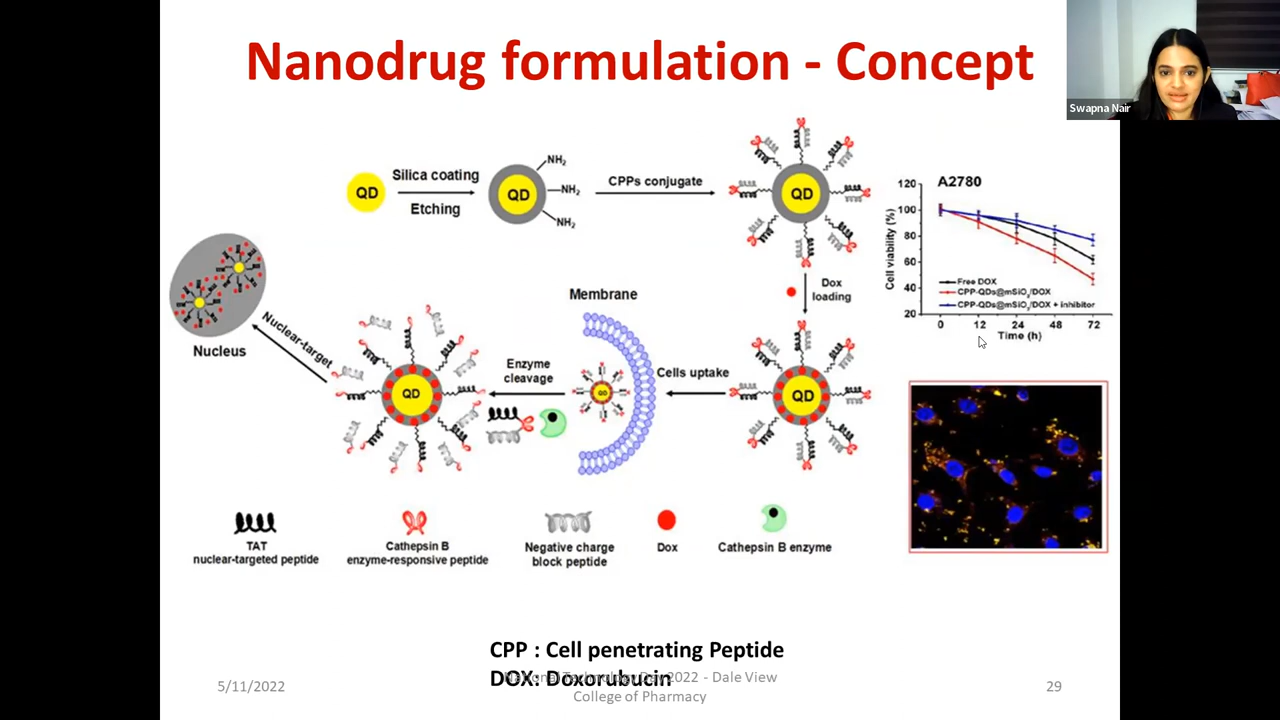 Nanodrug formulation - Concept
Swapna Nair
QD
Silica coating
Etching
QD
NH2
NH2
NH2
CPPs conjugate
QD
A2780
Cell viability (%)
120
100
80
60
40
20
Free DOX
CPP-QDs@mSiO2/DOX
CPP-QDs@mSiO2/DOX + inhibitor
0 12 24 48 72
Time (h)
Dox
loading
Membrane
Nucleus
Nuclear-target
QD
Enzyme
cleavage
QD
Cells uptake
QD
TAT
nuclear-targeted peptide
Cathepsin B
enzyme-responsive peptide
Negative charge
block peptide
Dox
Cathepsin B enzyme
CPP : Cell penetrating Peptide
DOX: Doxorubucin
5/11/2022
National Technology Day 2022 - Dale View
College of Pharmacy
29